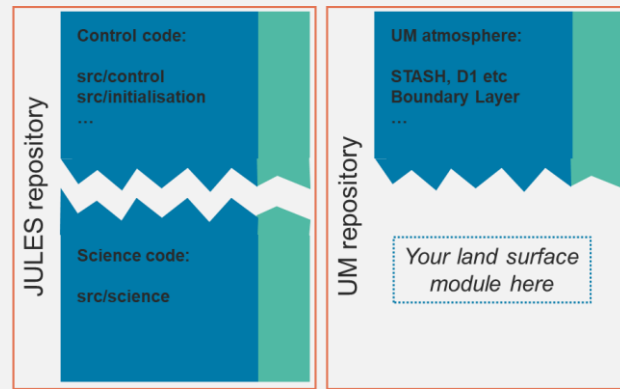 JULES repository
Control code:
src/control
src/initialisation
...
Science code:
src/science
UM repository
UM atmosphere:
STASH, D1 etc
Boundary Layer
...
Your land surface
module here